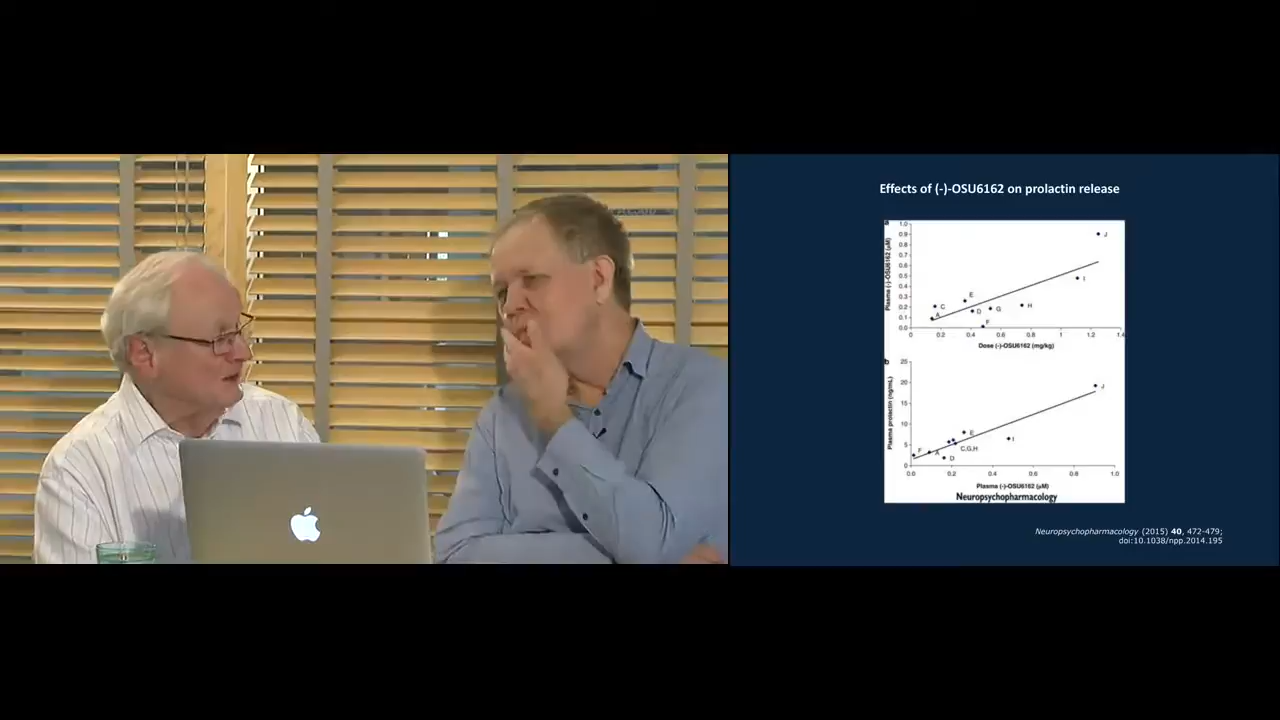 Effects of (-)-OSU6162 on prolactin release
a
Plasma (-)-OSU6162 (μM)
1.0
0.9
0.8
0.7
0.6
0.5
0.4
0.3
0.2
0.1
0.0
J
I
E
C
A
D
G
H
F
0 0.2 0.4 0.6 0.8 1 1.2 1.4
Dose (-)-OSU6162 (mg/kg)
b
Plasma prolactin (ng/mL)
25
20
15
10
5
0
J
E
I
C,G,H
F
A
D
0.0 0.2 0.4 0.6 0.8 1.0
Plasma (-)-OSU6162 (μM)
Neuropsychopharmacology
Neuropsychopharmacology (2015) 40, 472-479;
doi:10.1038/npp.2014.195